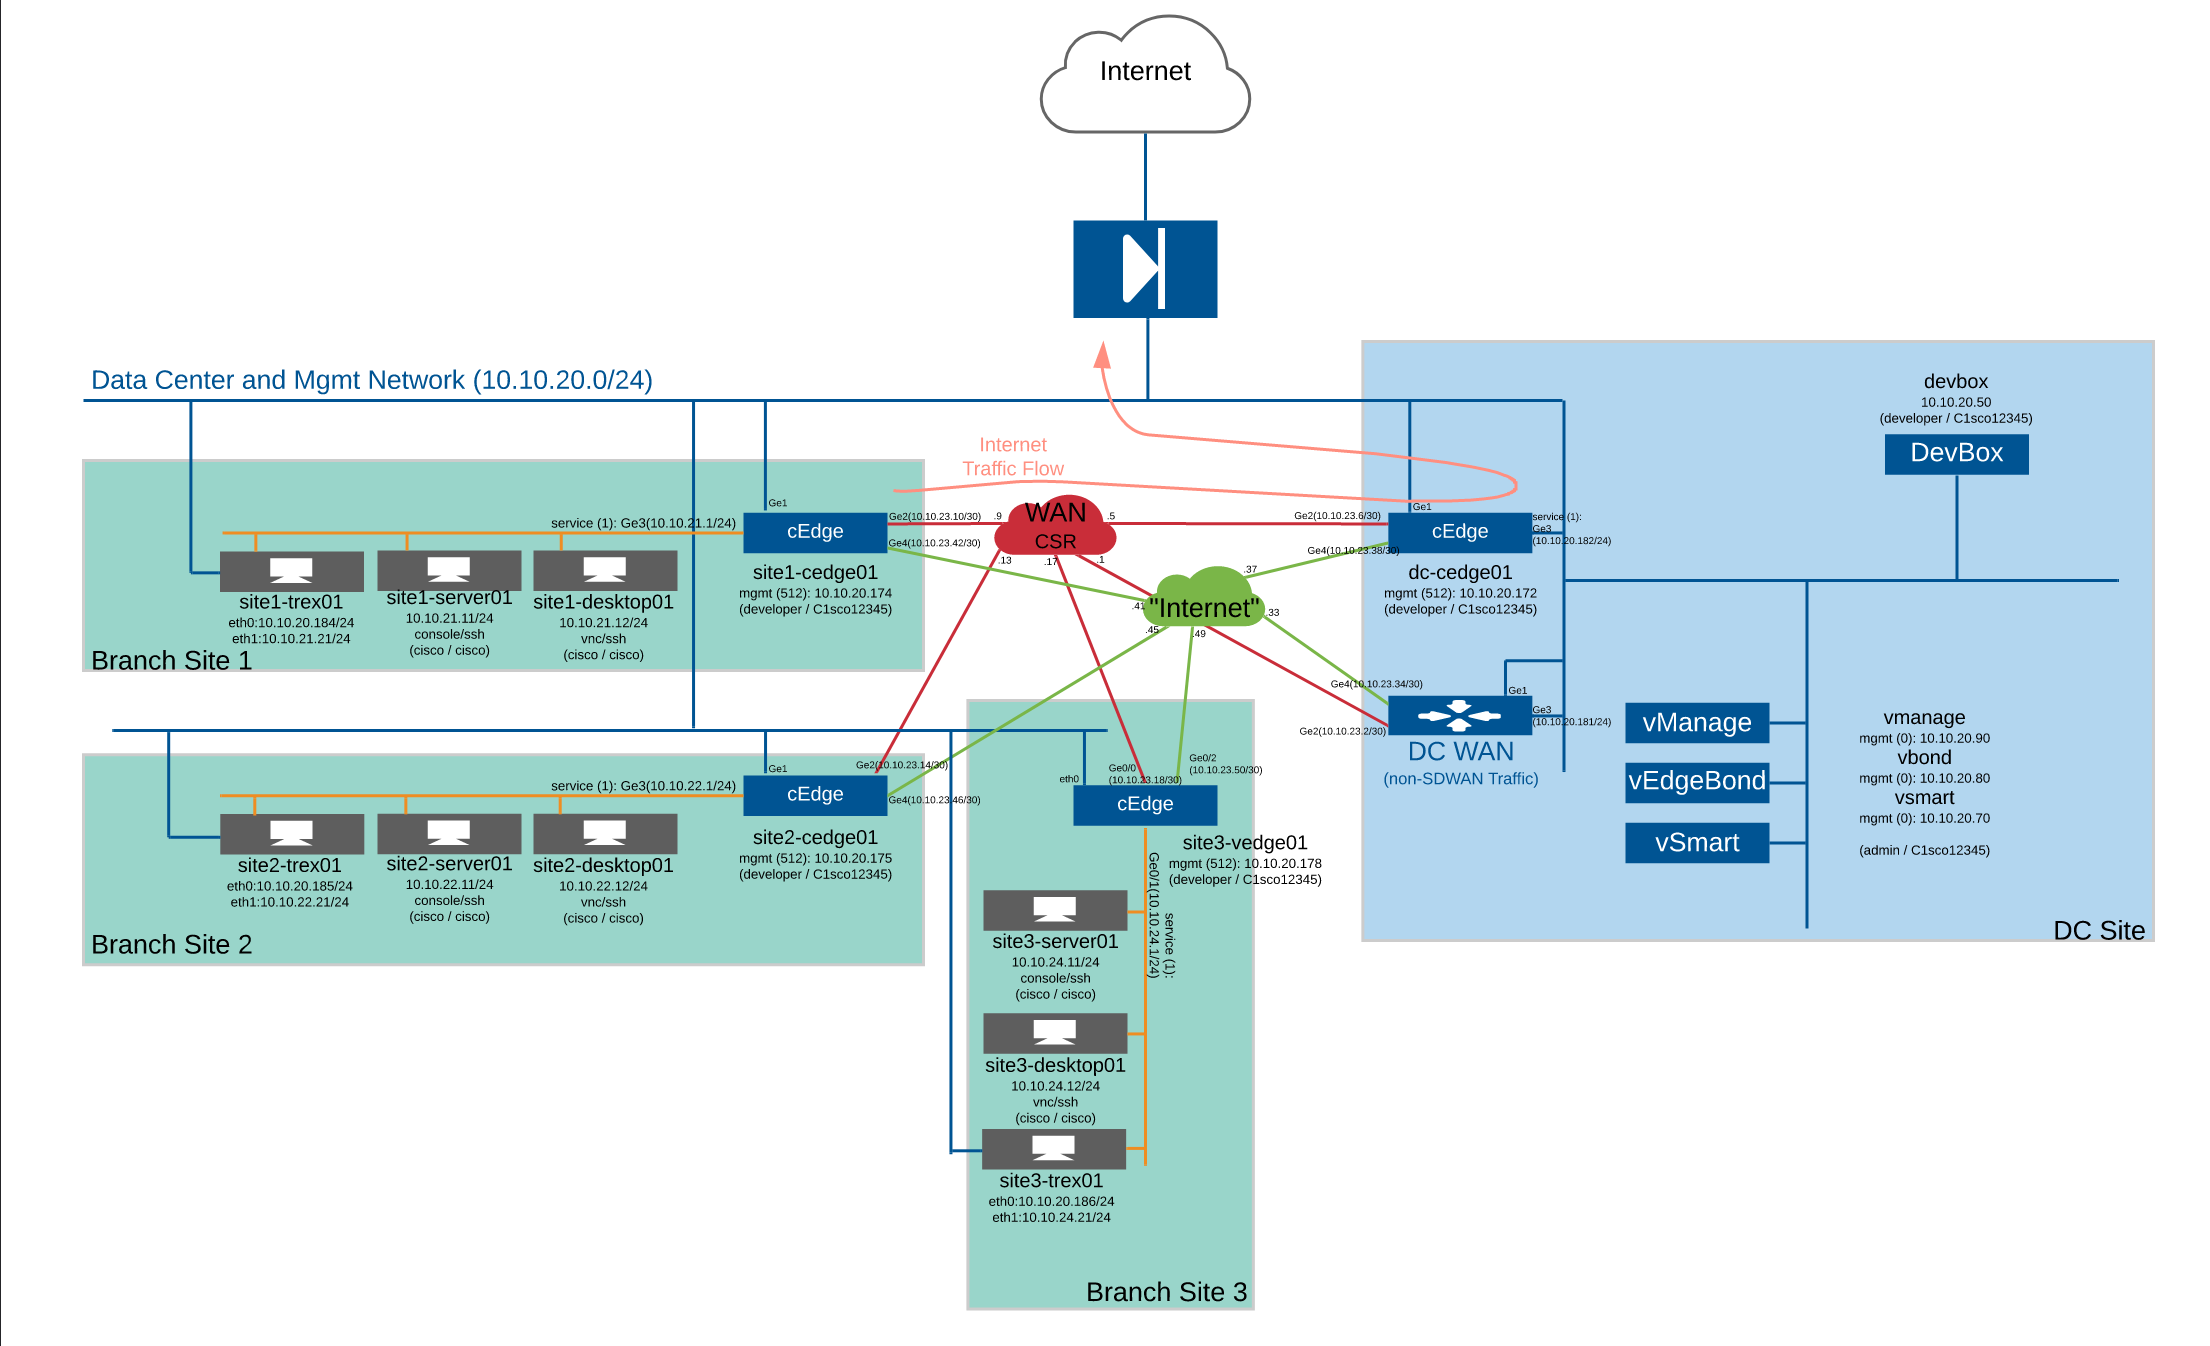 Internet
Data Center and Mgmt Network (10.10.20.0/24)
Internet
Traffic Flow
Ge1
service (1): Ge3(10.10.21.1/24)
cEdge
Ge2(10.10.23.10/30)
Ge4(10.10.23.42/30)
site1-cedge01
mgmt (512): 10.10.20.174
(developer / C1sco12345)
site1-trex01
eth0:10.10.20.184/24
eth1:10.10.21.21/24
site1-server01
10.10.21.11/24
console/ssh
(cisco / cisco)
site1-desktop01
10.10.21.12/24
vnc/ssh
(cisco / cisco)
Branch Site 1
WAN
CSR
.9
.5
.13
.17
.1
"Internet"
.37
.41
.33
.45
.49
devbox
10.10.20.50
(developer / C1sco12345)
DevBox
Ge1
Ge2(10.10.23.6/30)
Ge4(10.10.23.38/30)
cEdge
service (1):
Ge3
(10.10.20.182/24)
dc-cedge01
mgmt (512): 10.10.20.172
(developer / C1sco12345)
Ge4(10.10.23.34/30)
Ge1
Ge3
(10.10.20.181/24)
Ge2(10.10.23.2/30)
DC WAN
(non-SDWAN Traffic)
vManage
vEdgeBond
vSmart
vmanage
mgmt (0): 10.10.20.90
vbond
mgmt (0): 10.10.20.80
vsmart
mgmt (0): 10.10.20.70
(admin / C1sco12345)
DC Site
Ge1
service (1): Ge3(10.10.22.1/24)
cEdge
Ge2(10.10.23.14/30)
Ge4(10.10.23.46/30)
site2-cedge01
mgmt (512): 10.10.20.175
(developer / C1sco12345)
site2-trex01
eth0:10.10.20.185/24
eth1:10.10.22.21/24
site2-server01
10.10.22.11/24
console/ssh
(cisco / cisco)
site2-desktop01
10.10.22.12/24
vnc/ssh
(cisco / cisco)
Branch Site 2
eth0
Ge0/0
(10.10.23.18/30)
Ge0/2
(10.10.23.50/30)
cEdge
site3-vedge01
mgmt (512): 10.10.20.178
(developer / C1sco12345)
service (1):
Ge0/1(10.10.24.1/24)
site3-server01
10.10.24.11/24
console/ssh
(cisco / cisco)
site3-desktop01
10.10.24.12/24
vnc/ssh
(cisco / cisco)
site3-trex01
eth0:10.10.20.186/24
eth1:10.10.24.21/24
Branch Site 3